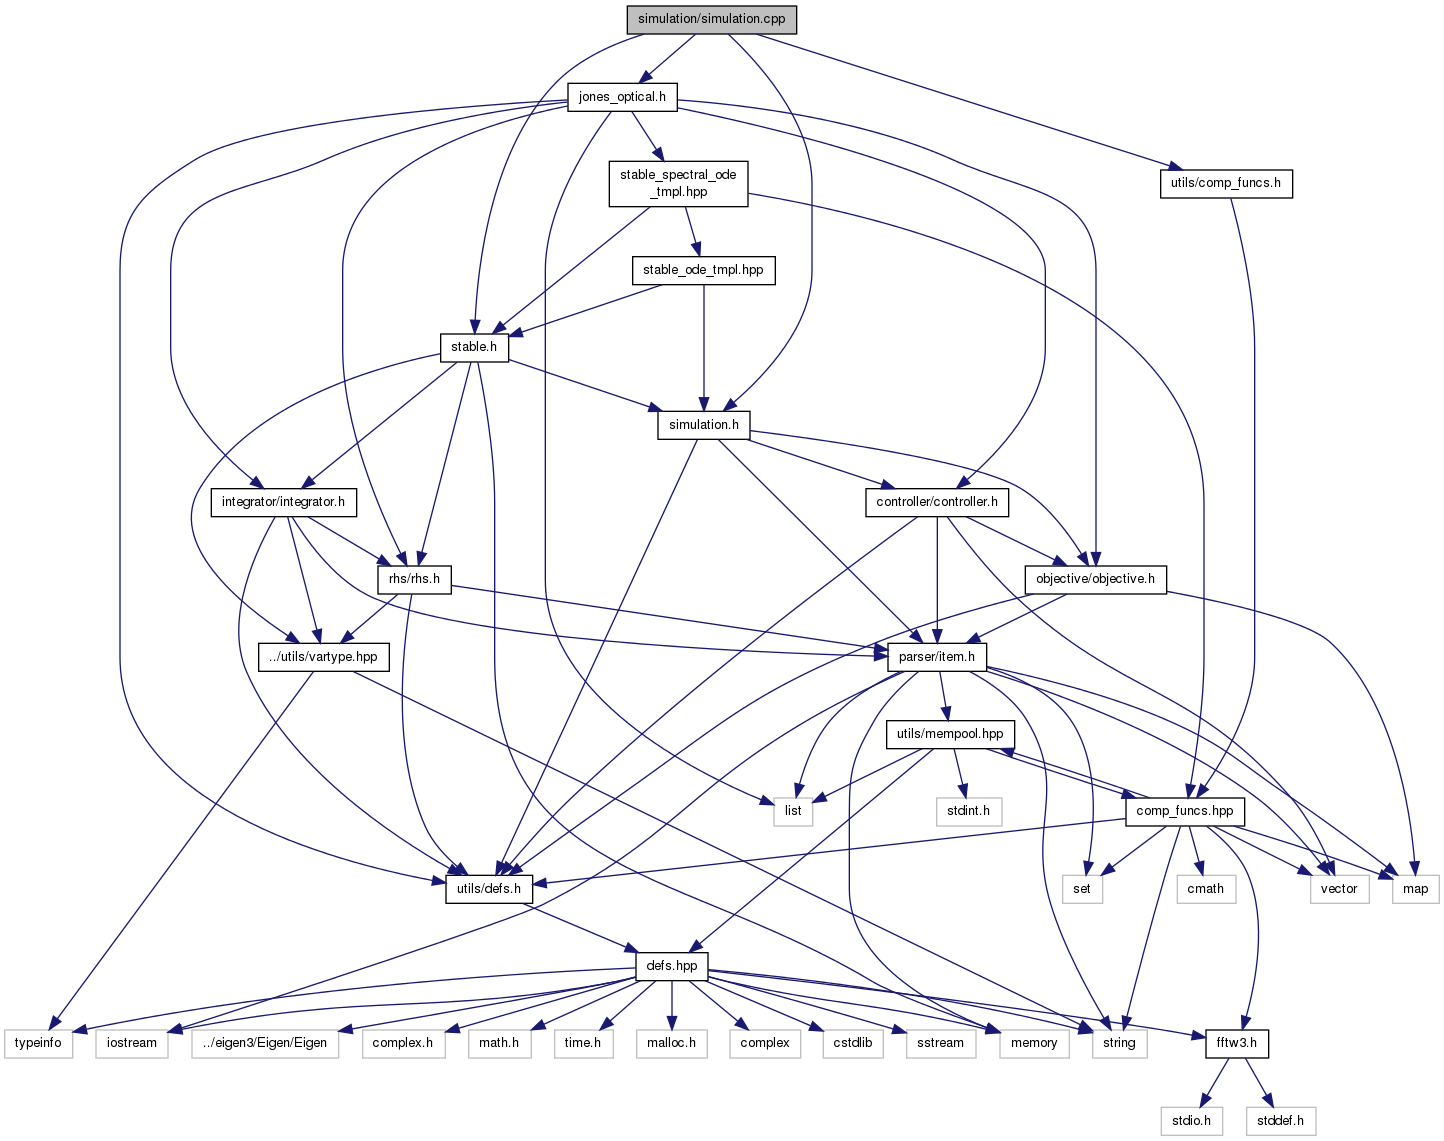 simulation/simulation.cpp
jones_optical.h
stable_spectral_ode
_tmpl.hpp
utils/comp_funcs.h
stable_ode_tmpl.hpp
stable.h
simulation.h
integrator/integrator.h
controller/controller.h
rhs/rhs.h
objective/objective.h
../utils/vartype.hpp
parser/item.h
utils/mempool.hpp
list
stdint.h
comp_funcs.hpp
utils/defs.h
set
cmath
vector
map
defs.hpp
typeinfo
iostream
../eigen3/Eigen/Eigen
complex.h
math.h
time.h
malloc.h
complex
cstdlib
sstream
memory
string
fftw3.h
stdio.h
stddef.h